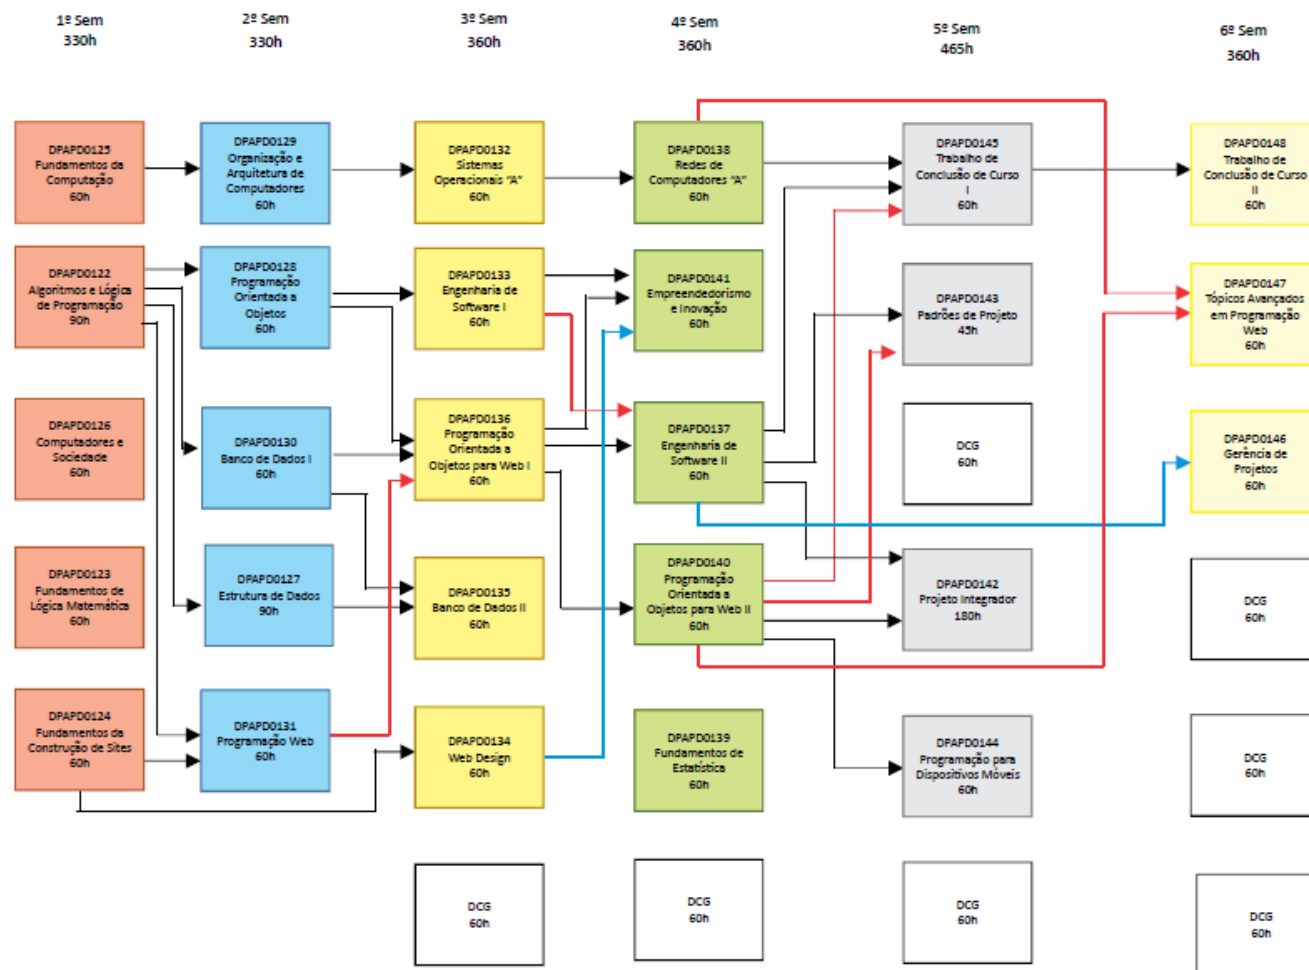 1º Sem
330h
2º Sem
330h
3º Sem
360h
4º Sem
360h
5º Sem
465h
6º Sem
360h
DPAPD0125
Fundamentos da
Computação
60h
DPAPD0129
Organização e
Arquitetura de
Computadores
60h
DPAPD0132
Sistemas
Operacionais “A”
60h
DPAPD0138
Redes de
Computadores “A”
60h
DPAPD0145
Trabalho de
Conclusão de Curso
I
60h
DPAPD0148
Trabalho de
Conclusão de Curso
II
60h
DPAPD0122
Algoritmos e Lógica
de Programação
90h
DPAPD0128
Programação
Orientada a
Objetos
60h
DPAPD0133
Engenharia de
Software I
60h
DPAPD0141
Empreendedorismo
e Inovação
60h
DPAPD0143
Padrões de Projeto
45h
DPAPD0147
Tópicos Avançados
em Programação
Web
60h
DPAPD0126
Computadores e
Sociedade
60h
DPAPD0130
Banco de Dados I
60h
DPAPD0136
Programação
Orientada a
Objetos para Web I
60h
DPAPD0137
Engenharia de
Software II
60h
DCG
60h
DPAPD0146
Gerência de
Projetos
60h
DPAPD0123
Fundamentos de
Lógica Matemática
60h
DPAPD0127
Estrutura de Dados
90h
DPAPD0135
Banco de Dados II
60h
DPAPD0140
Programação
Orientada a
Objetos para Web II
60h
DPAPD0142
Projeto Integrador
180h
DCG
60h
DPAPD0124
Fundamentos da
Construção de Sites
60h
DPAPD0131
Programação Web
60h
DPAPD0134
Web Design
60h
DPAPD0139
Fundamentos de
Estatística
60h
DPAPD0144
Programação para
Dispositivos Móveis
60h
DCG
60h
DCG
60h
DCG
60h
DCG
60h
DCG
60h